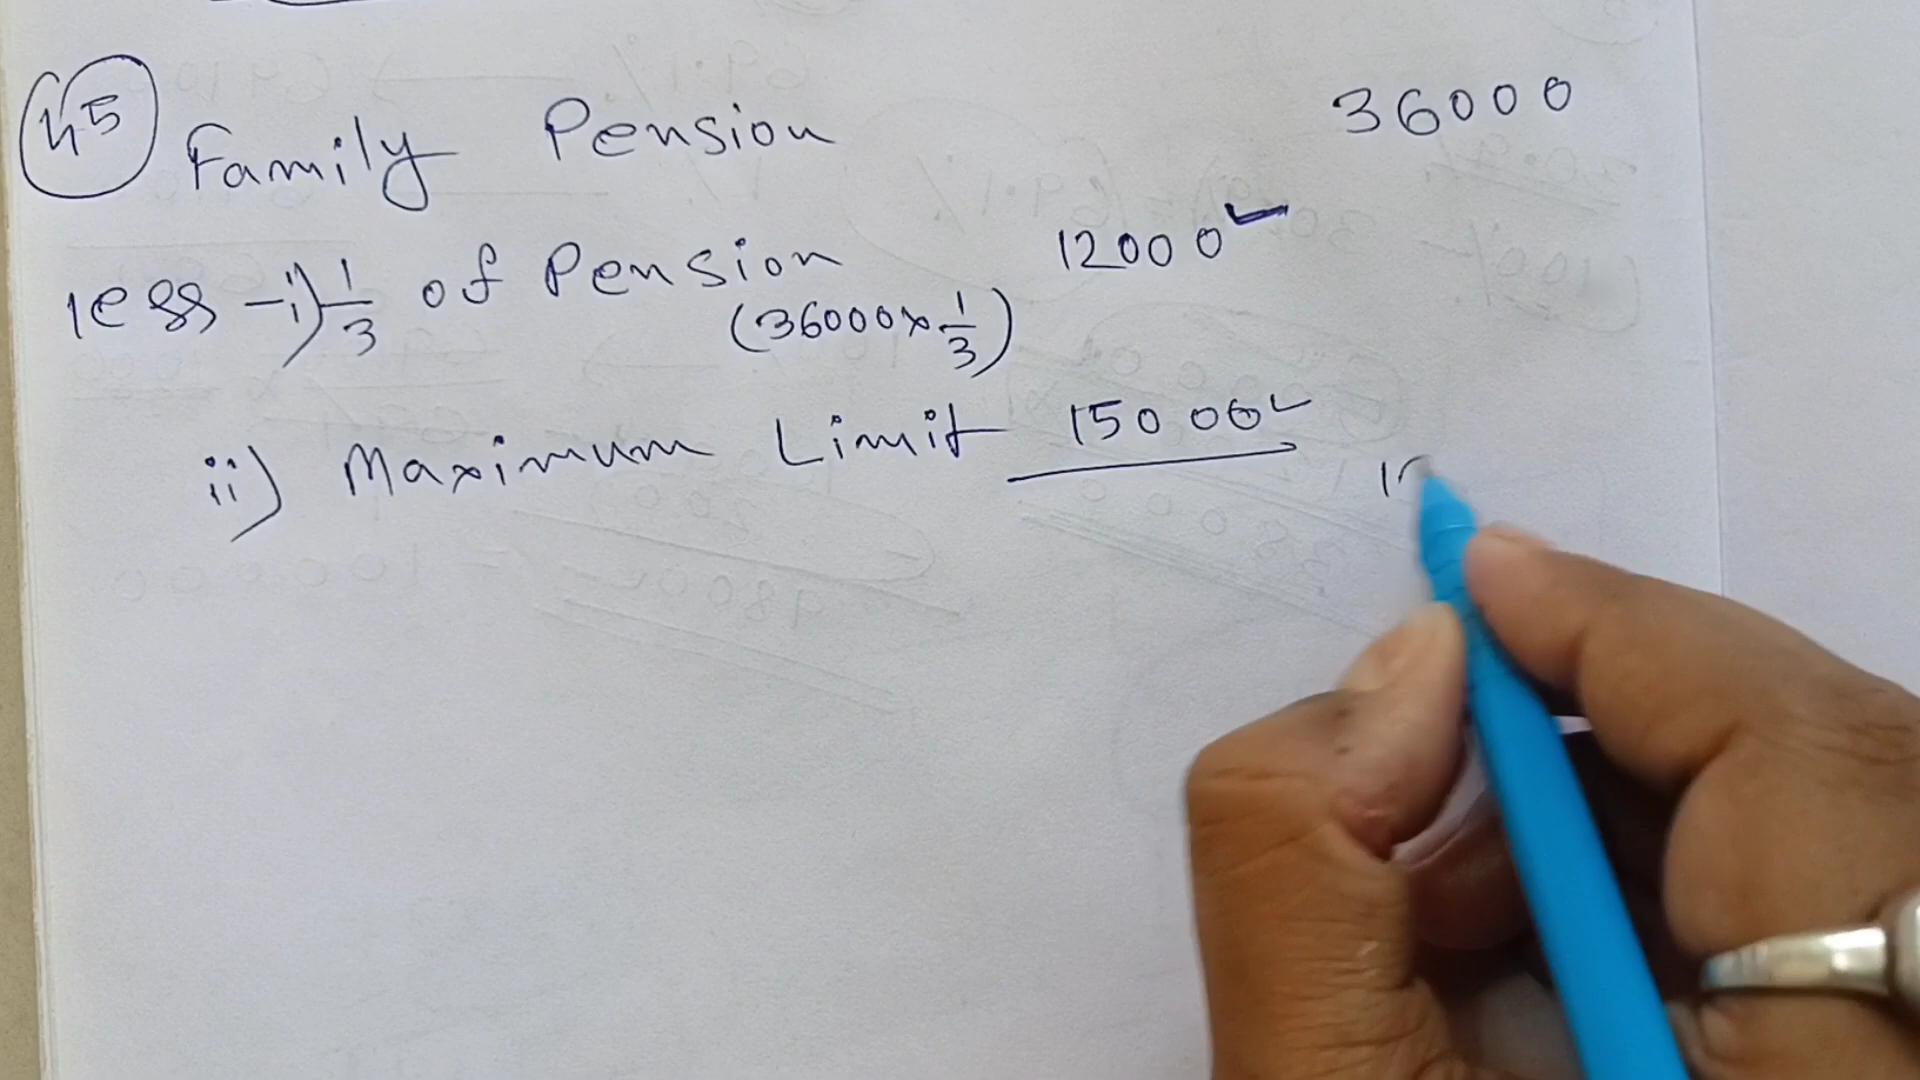 45 Family Pension 36000
less - i) 1/3 of Pension 12000
(36000 x 1/3)
ii) Maximum Limit 15000